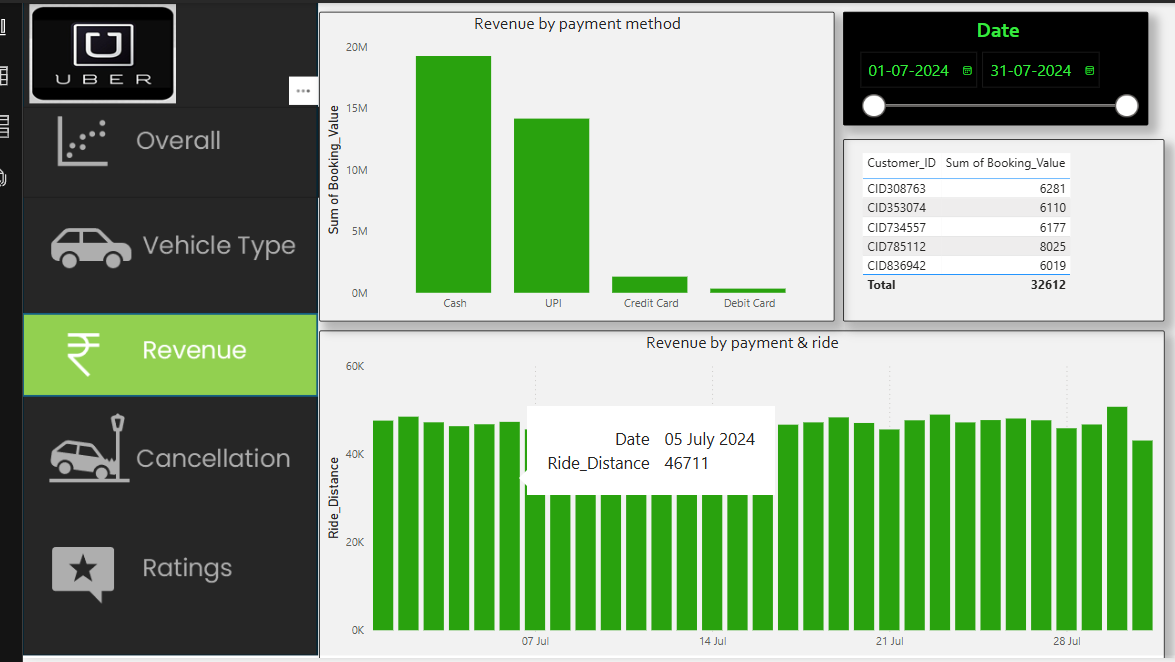 UBER
Overall
Vehicle Type
₹ Revenue
Cancellation
Ratings
Revenue by payment method
Sum of Booking_Value
20M
15M
10M
5M
0M
Cash UPI Credit Card Debit Card
Date
01-07-2024 31-07-2024
Customer_ID Sum of Booking_Value
CID308763 6281
CID353074 6110
CID734557 6177
CID785112 8025
CID836942 6019
Total 32612
Revenue by payment & ride
Ride_Distance
60K
40K
20K
0K
Date 05 July 2024
Ride_Distance 46711
07 Jul 14 Jul 21 Jul 28 Jul